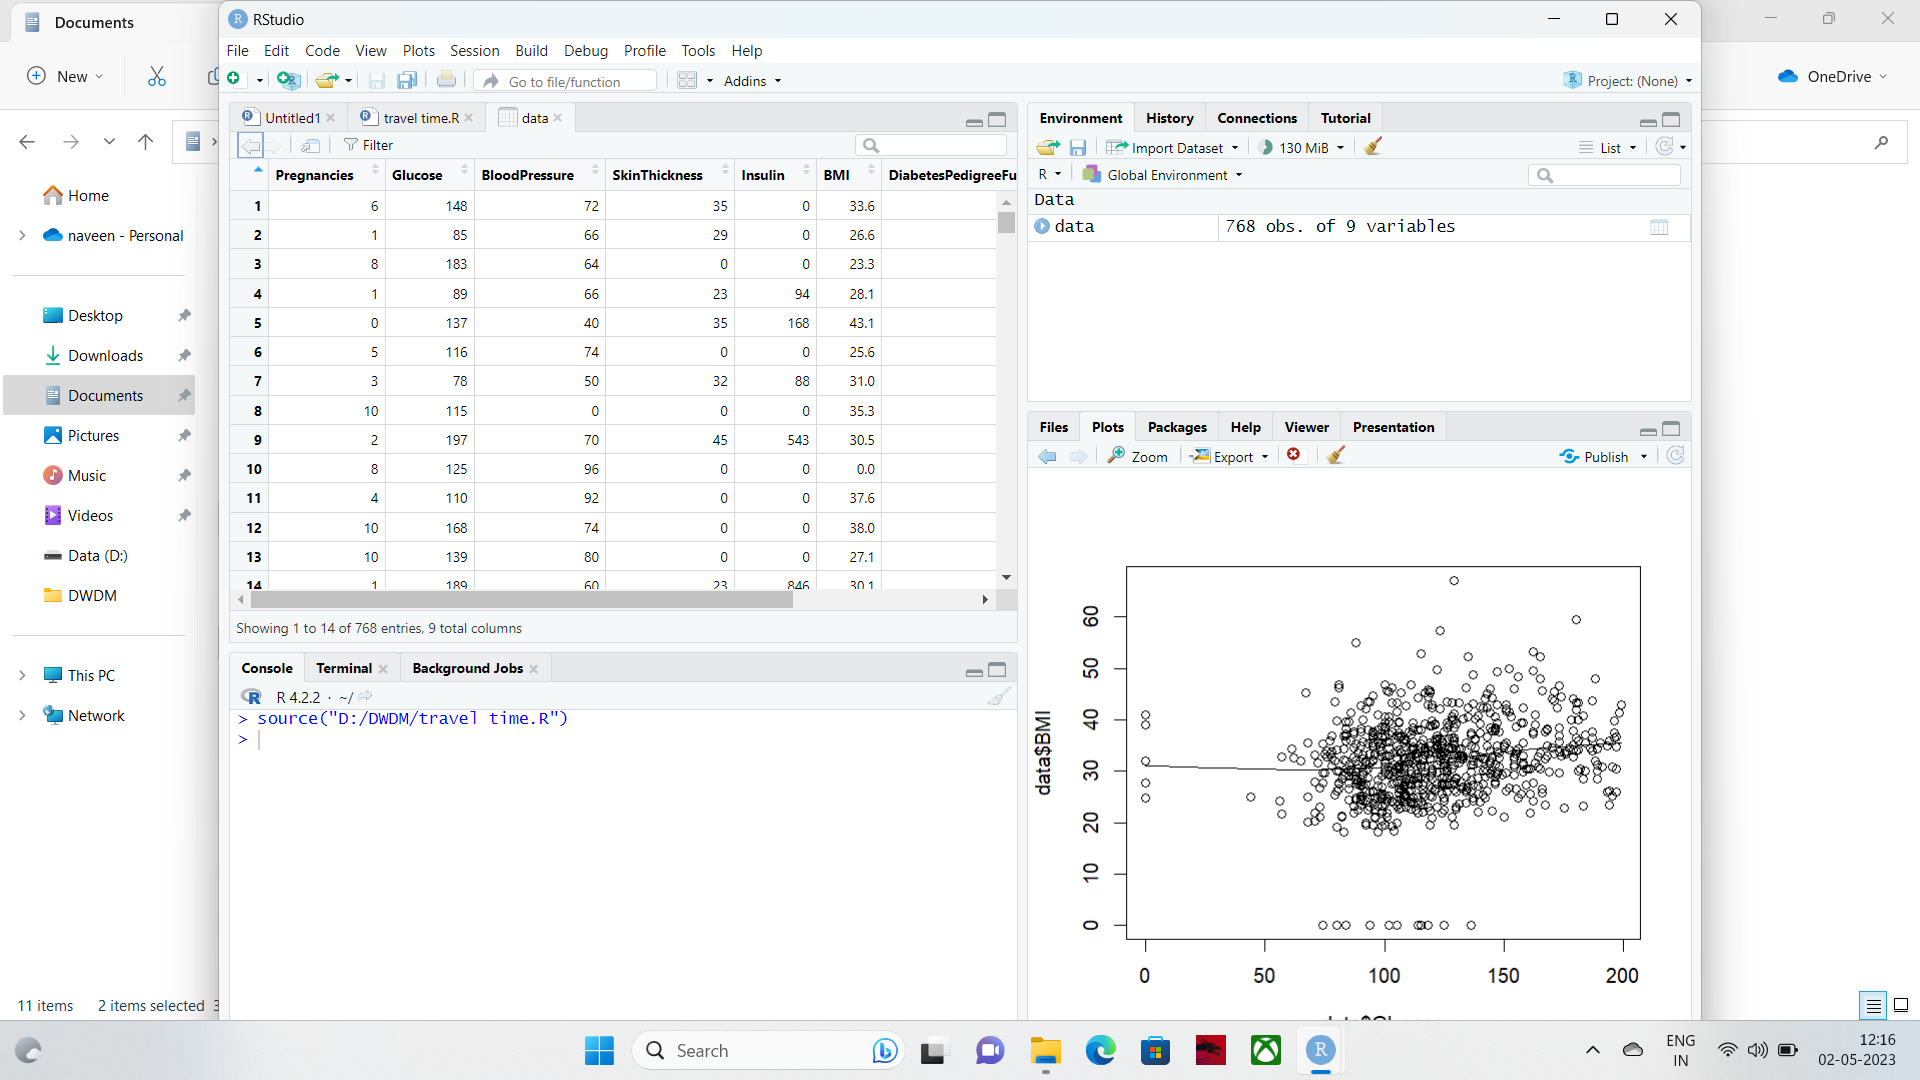 Documents
New
OneDrive
Home
naveen - Personal
Desktop
Downloads
Documents
Pictures
Music
Videos
Data (D:)
DWDM
This PC
Network
11 items 2 items selected 3
RStudio
File Edit Code View Plots Session Build Debug Profile Tools Help
Go to file/function Addins Project: (None)
Untitled1 travel time.R data
Filter
Pregnancies Glucose BloodPressure SkinThickness Insulin BMI DiabetesPedigreeFu
1 6 148 72 35 0 33.6
2 1 85 66 29 0 26.6
3 8 183 64 0 0 23.3
4 1 89 66 23 94 28.1
5 0 137 40 35 168 43.1
6 5 116 74 0 0 25.6
7 3 78 50 32 88 31.0
8 10 115 0 0 0 35.3
9 2 197 70 45 543 30.5
10 8 125 96 0 0 0.0
11 4 110 92 0 0 37.6
12 10 168 74 0 0 38.0
13 10 139 80 0 0 27.1
14 1 189 60 23 846 30.1
Showing 1 to 14 of 768 entries, 9 total columns
Console Terminal Background Jobs
R R 4.2.2 · ~/
> source("D:/DWDM/travel time.R")
>
Environment History Connections Tutorial
Import Dataset 130 MiB List
R Global Environment
Data
data 768 obs. of 9 variables
Files Plots Packages Help Viewer Presentation
Zoom Export Publish
data$BMI
60
50
40
30
20
10
0
0 50 100 150 200
Search
R
ENG
IN
12:16
02-05-2023